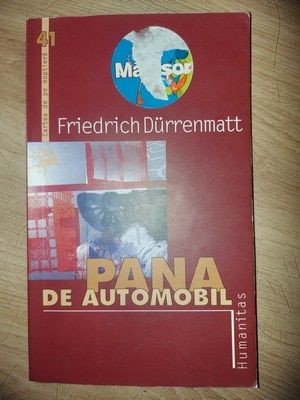 41
Cartea de pe noptieră
Friedrich Dürrenmatt
PANA
DE AUTOMOBIL
Humanitas